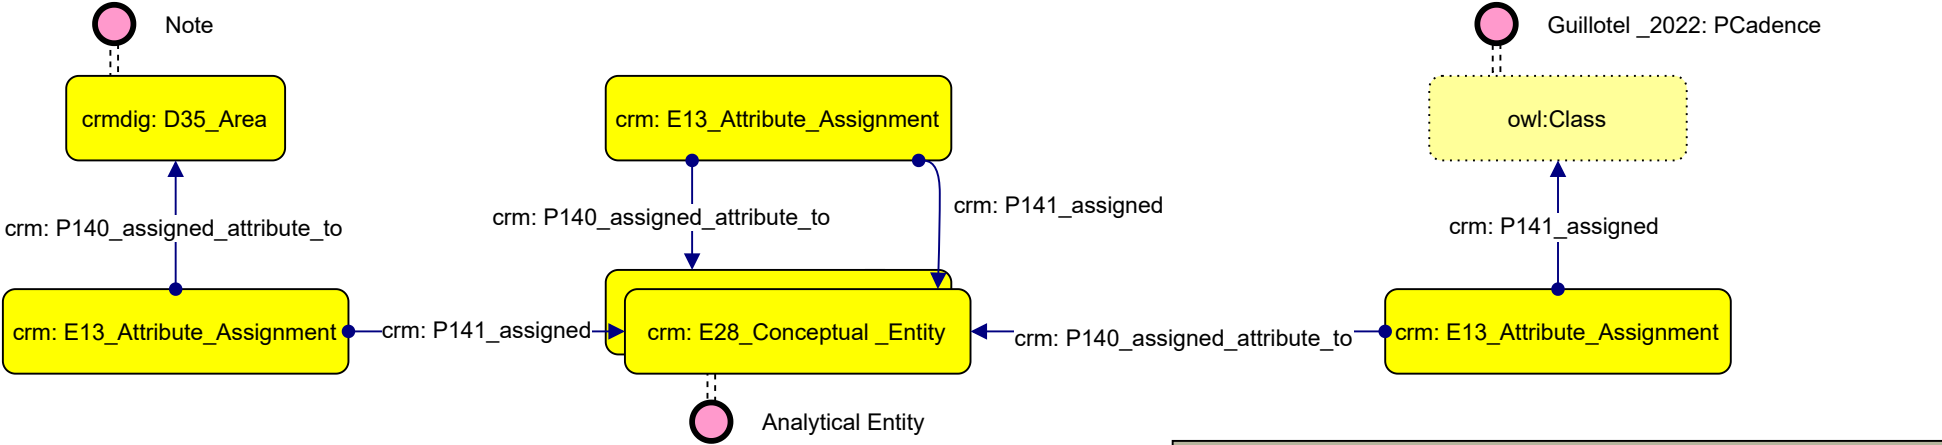 Note
Guillotel _2022: PCadence
crmdig: D35_Area
crm: E13_Attribute_Assignment
owl:Class
crm: P140_assigned_attribute_to
crm: P140_assigned_attribute_to
crm: P141_assigned
crm: P141_assigned
crm: E13_Attribute_Assignment
crm: P141_assigned
crm: E28_Conceptual _Entity
crm: P140_assigned_attribute_to
crm: E13_Attribute_Assignment
Analytical Entity